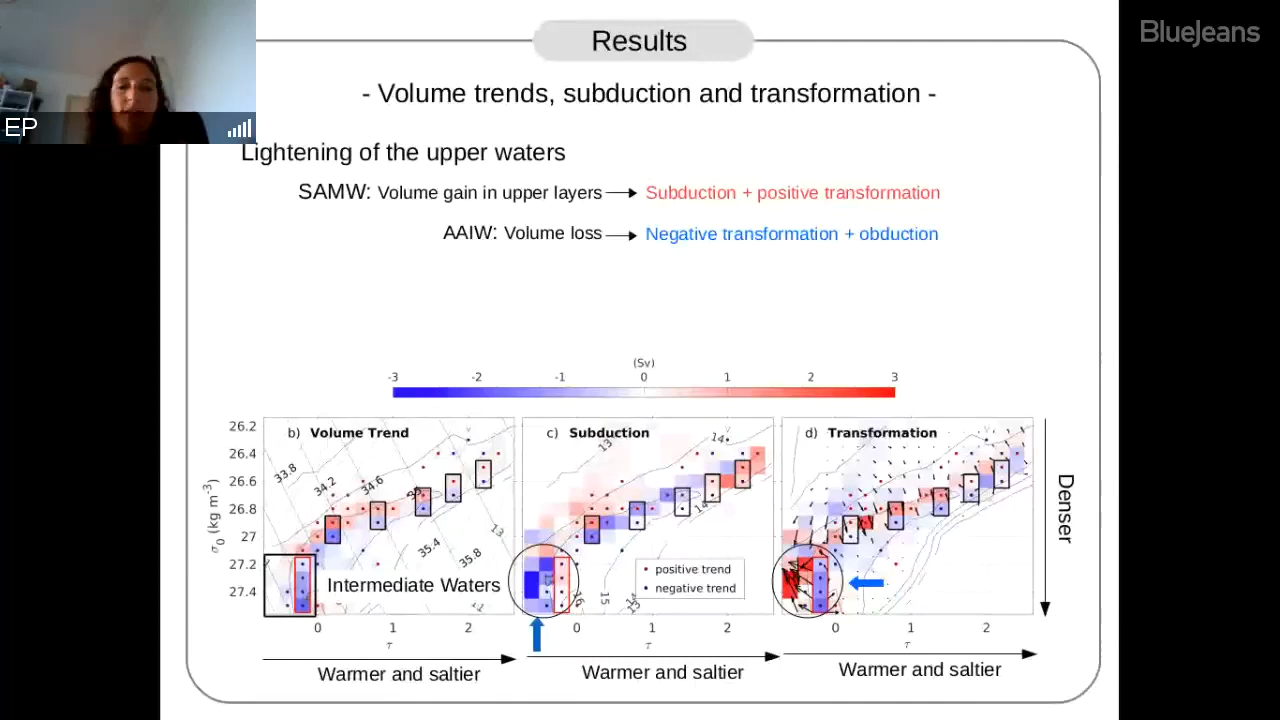 BlueJeans
EP
Results
- Volume trends, subduction and transformation -
Lightening of the upper waters
SAMW: Volume gain in upper layers Subduction + positive transformation
AAIW: Volume loss Negative transformation + obduction
(Sv)
-3 -2 -1 0 1 2 3
b) Volume Trend
c) Subduction
d) Transformation
26.2
26.4
26.6
26.8
27
27.2
27.4
σ0 (kg m-3)
33.8
34.2
34.6
35.4
35.8
13
Intermediate Waters
13
14
14
15
16
13
positive trend
negative trend
0 1 2
τ
0 1 2
τ
0 1 2
τ
Warmer and saltier
Warmer and saltier
Warmer and saltier
Denser